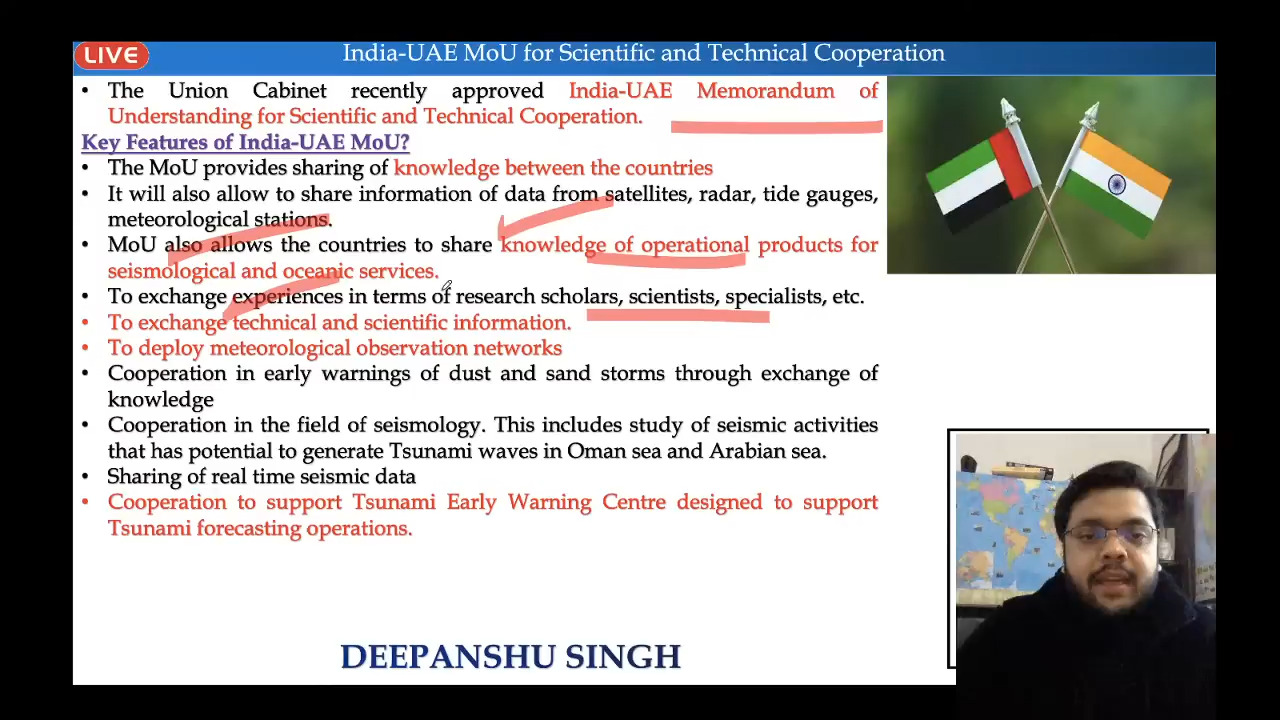 LIVE
India-UAE MoU for Scientific and Technical Cooperation
• The Union Cabinet recently approved India-UAE Memorandum of
Understanding for Scientific and Technical Cooperation.
Key Features of India-UAE MoU?
• The MoU provides sharing of knowledge between the countries
• It will also allow to share information of data from satellites, radar, tide gauges,
meteorological stations.
• MoU also allows the countries to share knowledge of operational products for
seismological and oceanic services.
• To exchange experiences in terms of research scholars, scientists, specialists, etc.
• To exchange technical and scientific information.
• To deploy meteorological observation networks
• Cooperation in early warnings of dust and sand storms through exchange of
knowledge
• Cooperation in the field of seismology. This includes study of seismic activities
that has potential to generate Tsunami waves in Oman sea and Arabian sea.
• Sharing of real time seismic data
• Cooperation to support Tsunami Early Warning Centre designed to support
Tsunami forecasting operations.
DEEPANSHU SINGH